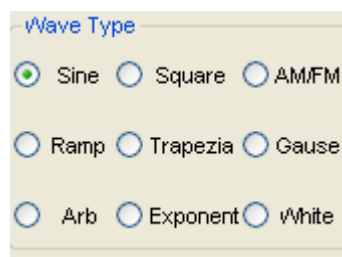 Wave Type
Sine Square AM/FM
Ramp Trapezia Gause
Arb Exponent White